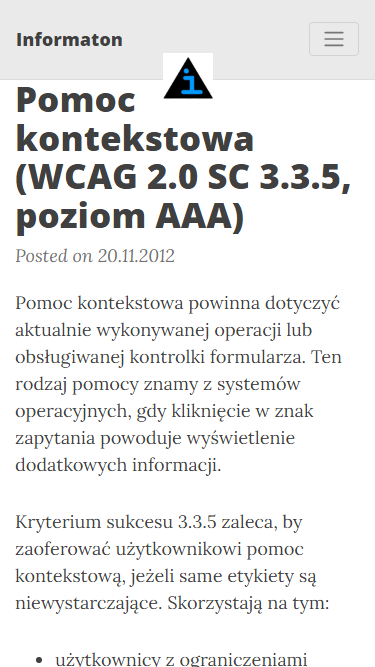 Informaton
Pomoc
kontekstowa
(WCAG 2.0 SC 3.3.5,
poziom AAA)
Posted on 20.11.2012
Pomoc kontekstowa powinna dotyczyć
aktualnie wykonywanej operacji lub
obsługiwanej kontrolki formularza. Ten
rodzaj pomocy znamy z systemów
operacyjnych, gdy kliknięcie w znak
zapytania powoduje wyświetlenie
dodatkowych informacji.
Kryterium sukcesu 3.3.5 zaleca, by
zaoferować użytkownikowi pomoc
kontekstową, jeżeli same etykiety są
niewystarczające. Skorzystają na tym:
• użytkownicy z ograniczeniami